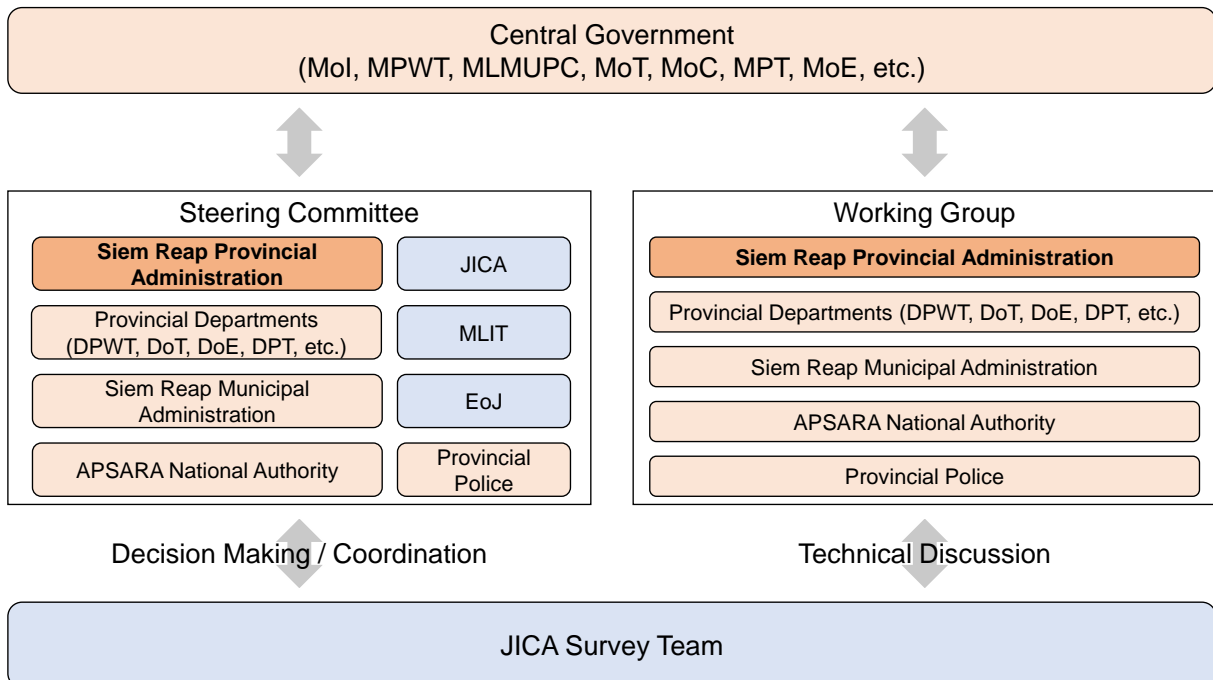 Central Government
(MoI, MPWT, MLMUPC, MoT, MoC, MPT, MoE, etc.)
Steering Committee
Siem Reap Provincial
Administration
JICA
Provincial Departments
(DPWT, DoT, DoE, DPT, etc.)
MLIT
Siem Reap Municipal
Administration
EoJ
APSARA National Authority
Provincial
Police
Working Group
Siem Reap Provincial Administration
Provincial Departments (DPWT, DoT, DoE, DPT, etc.)
Siem Reap Municipal Administration
APSARA National Authority
Provincial Police
Decision Making / Coordination
Technical Discussion
JICA Survey Team